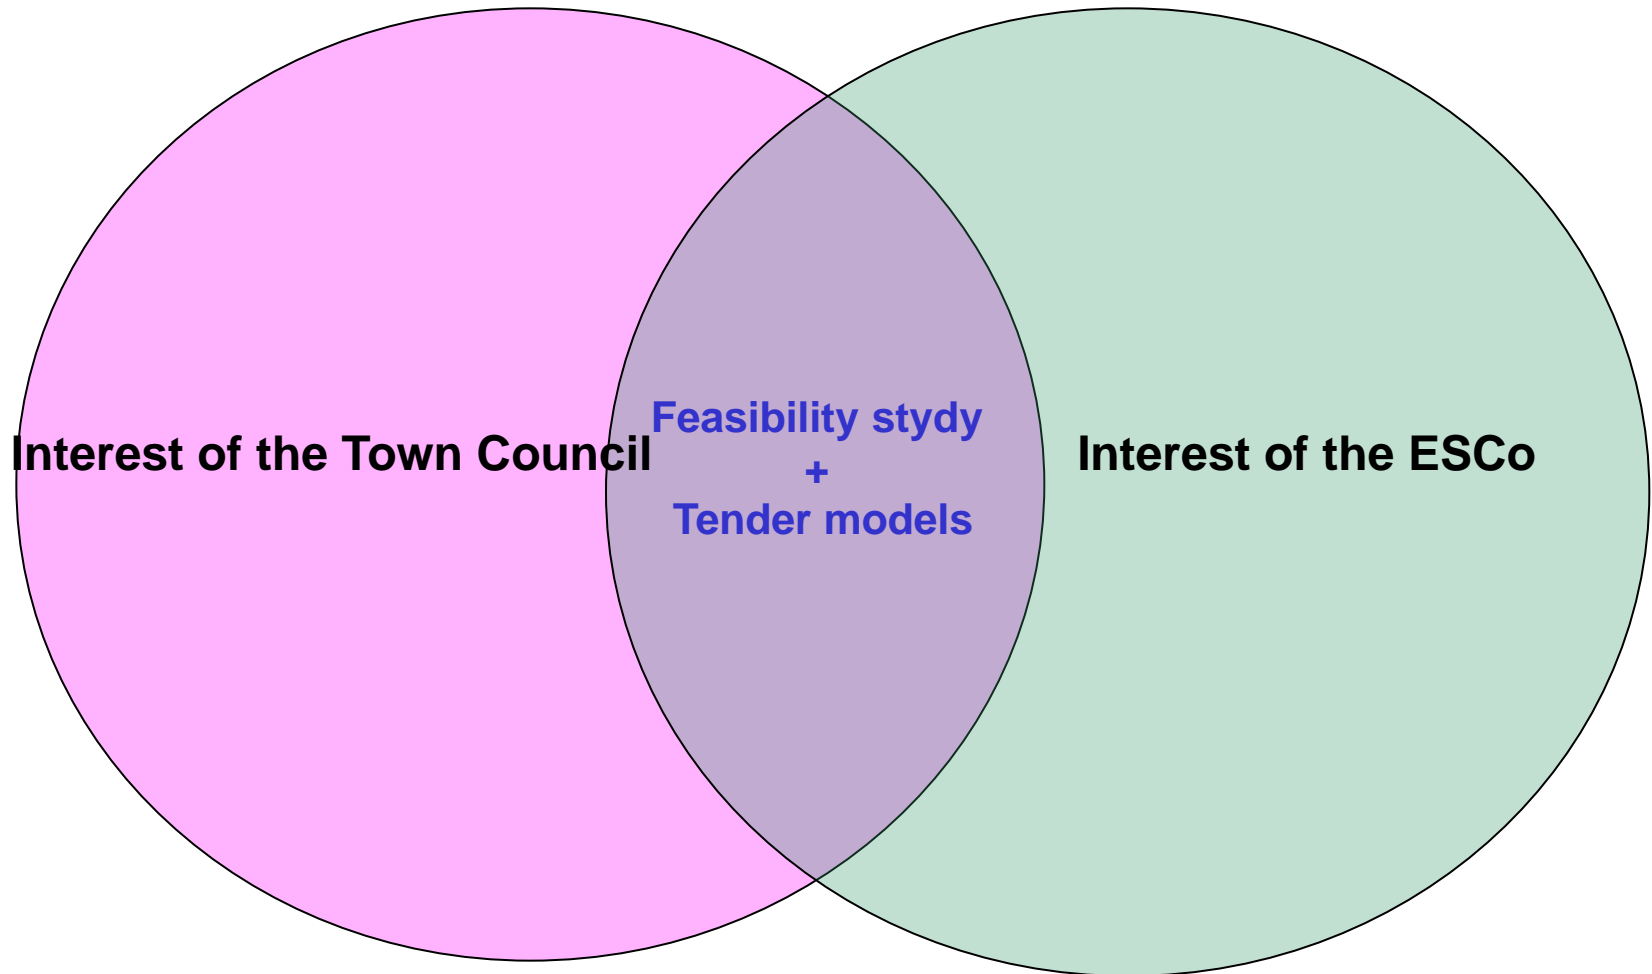 Interest of the Town Council
Feasibility stydy
+
Tender models
Interest of the ESCo